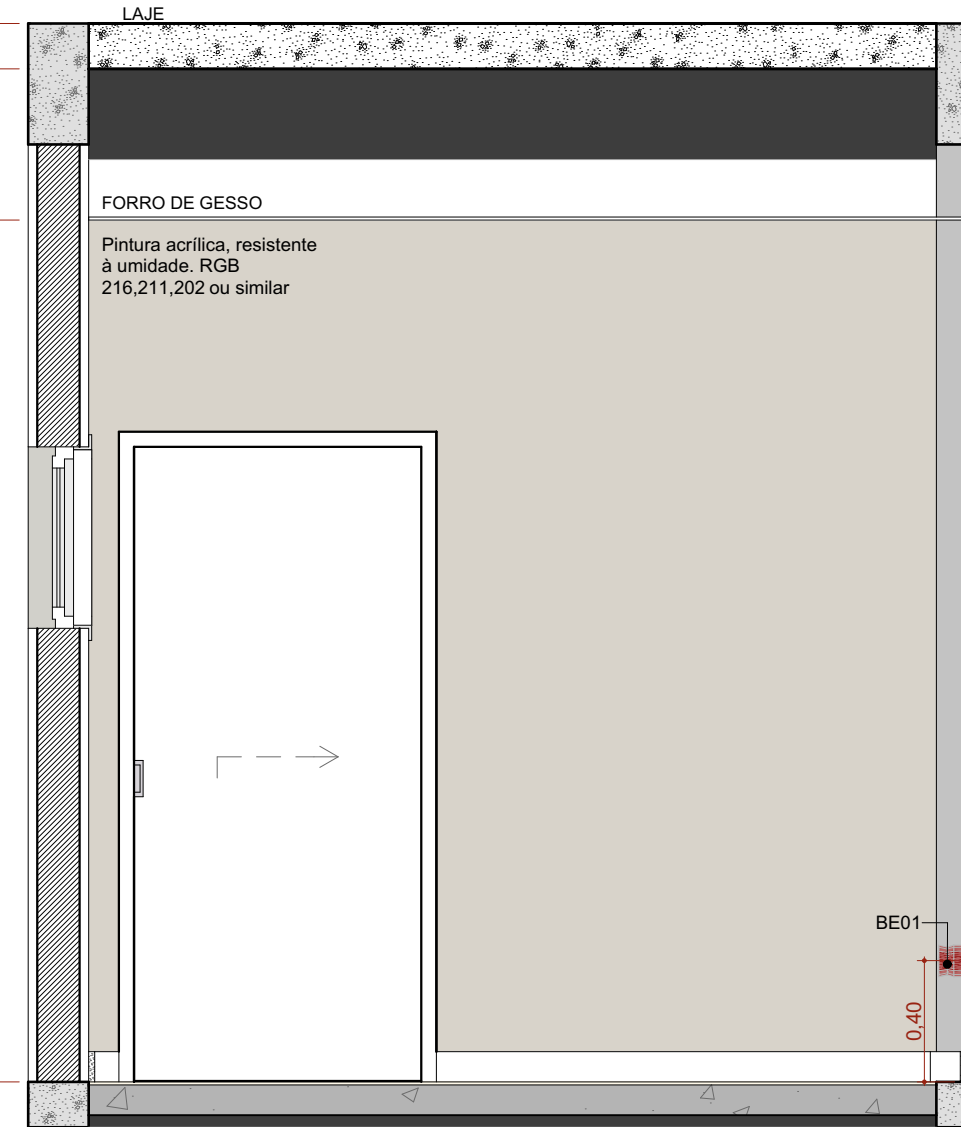 LAJE
FORRO DE GESSO
Pintura acrílica, resistente
à umidade. RGB
216,211,202 ou similar
BE01
0,40